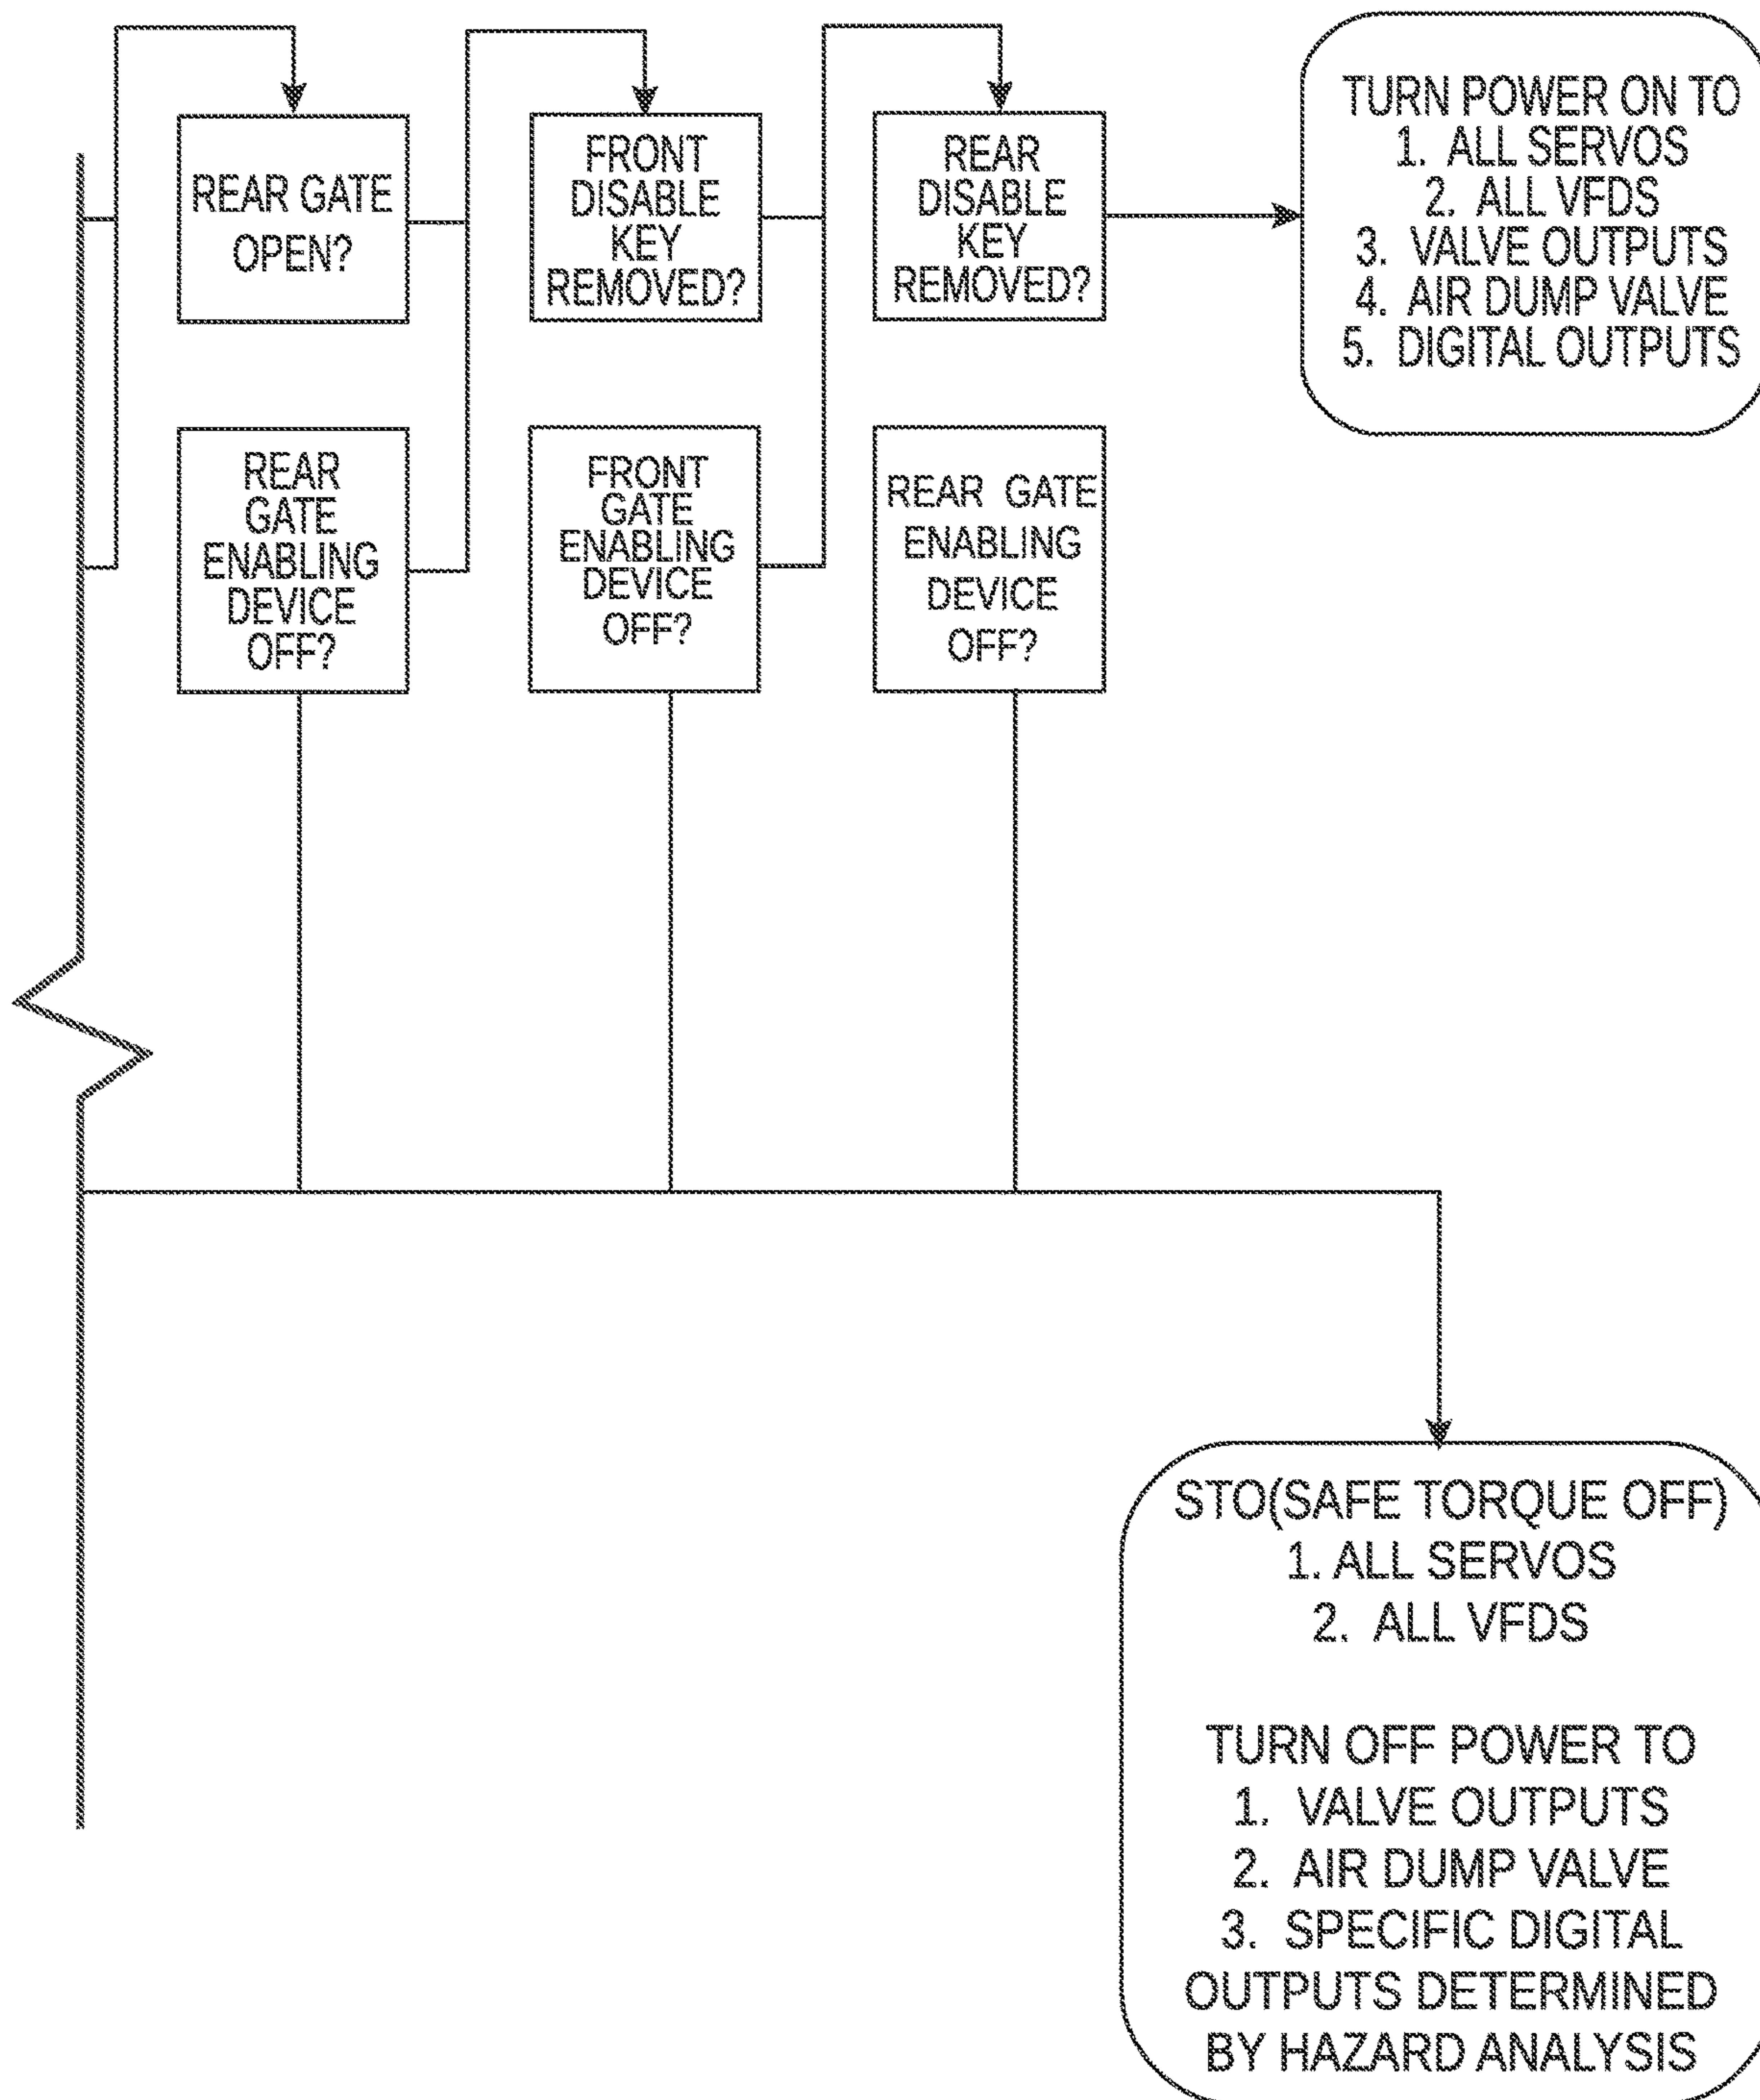 REAR GATE
OPEN?
FRONT
DISABLE
KEY
REMOVED?
REAR
DISABLE
KEY
REMOVED?
TURN POWER ON TO
1. ALL SERVOS
2. ALL VFDS
3. VALVE OUTPUTS
4. AIR DUMP VALVE
5. DIGITAL OUTPUTS
REAR
GATE
ENABLING
DEVICE
OFF?
FRONT
GATE
ENABLING
DEVICE
OFF?
REAR GATE
ENABLING
DEVICE
OFF?
STO(SAFE TORQUE OFF)
1. ALL SERVOS
2. ALL VFDS
TURN OFF POWER TO
1. VALVE OUTPUTS
2. AIR DUMP VALVE
3. SPECIFIC DIGITAL
OUTPUTS DETERMINED
BY HAZARD ANALYSIS